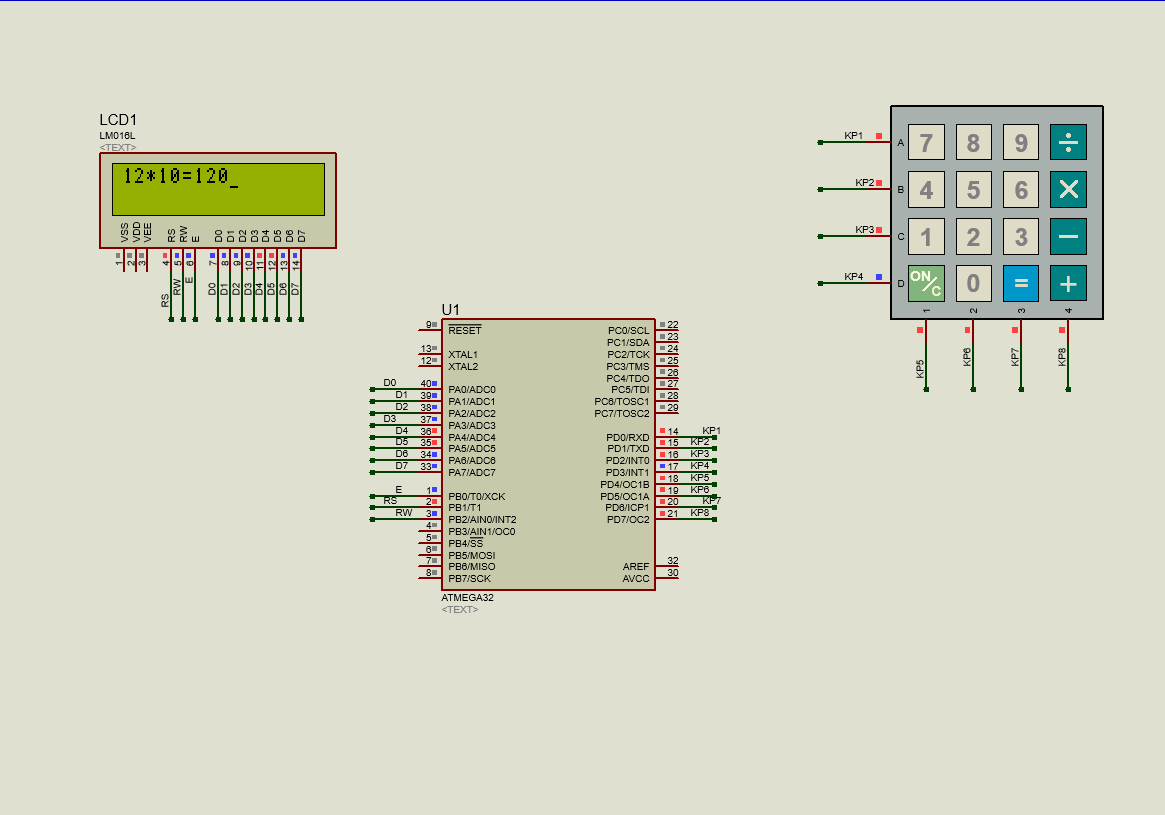 LCD1
LM016L
<TEXT>
12*10=120_
VSS VDD VEE RS RW E D0 D1 D2 D3 D4 D5 D6 D7
1 2 3 4 5 6 7 8 9 10 11 12 13 14
RS RW E D0 D1 D2 D3 D4 D5 D6 D7
U1
9 RESET
13 XTAL1
12 XTAL2
D0 40 PA0/ADC0
D1 39 PA1/ADC1
D2 38 PA2/ADC2
D3 37 PA3/ADC3
D4 36 PA4/ADC4
D5 35 PA5/ADC5
D6 34 PA6/ADC6
D7 33 PA7/ADC7
E 1 PB0/T0/XCK
RS 2 PB1/T1
RW 3 PB2/AIN0/INT2
4 PB3/AIN1/OC0
5 PB4/SS
6 PB5/MOSI
7 PB6/MISO
8 PB7/SCK
PC0/SCL 22
PC1/SDA 23
PC2/TCK 24
PC3/TMS 25
PC4/TDO 26
PC5/TDI 27
PC6/TOSC1 28
PC7/TOSC2 29
PD0/RXD 14 KP1
PD1/TXD 15 KP2
PD2/INT0 16 KP3
PD3/INT1 17 KP4
PD4/OC1B 18 KP5
PD5/OC1A 19 KP6
PD6/ICP1 20 KP7
PD7/OC2 21 KP8
AREF 32
AVCC 30
ATMEGA32
<TEXT>
KP1 A 7 8 9 ÷
KP2 B 4 5 6 ×
KP3 C 1 2 3 −
KP4 D ON/C 0 = +
1 2 3 4
KP5 KP6 KP7 KP8